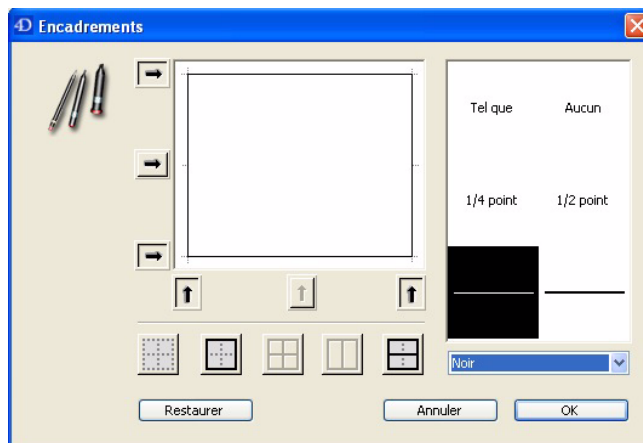 4D Encadrements
Tel que Aucun
1/4 point 1/2 point
Noir
Restaurer Annuler OK